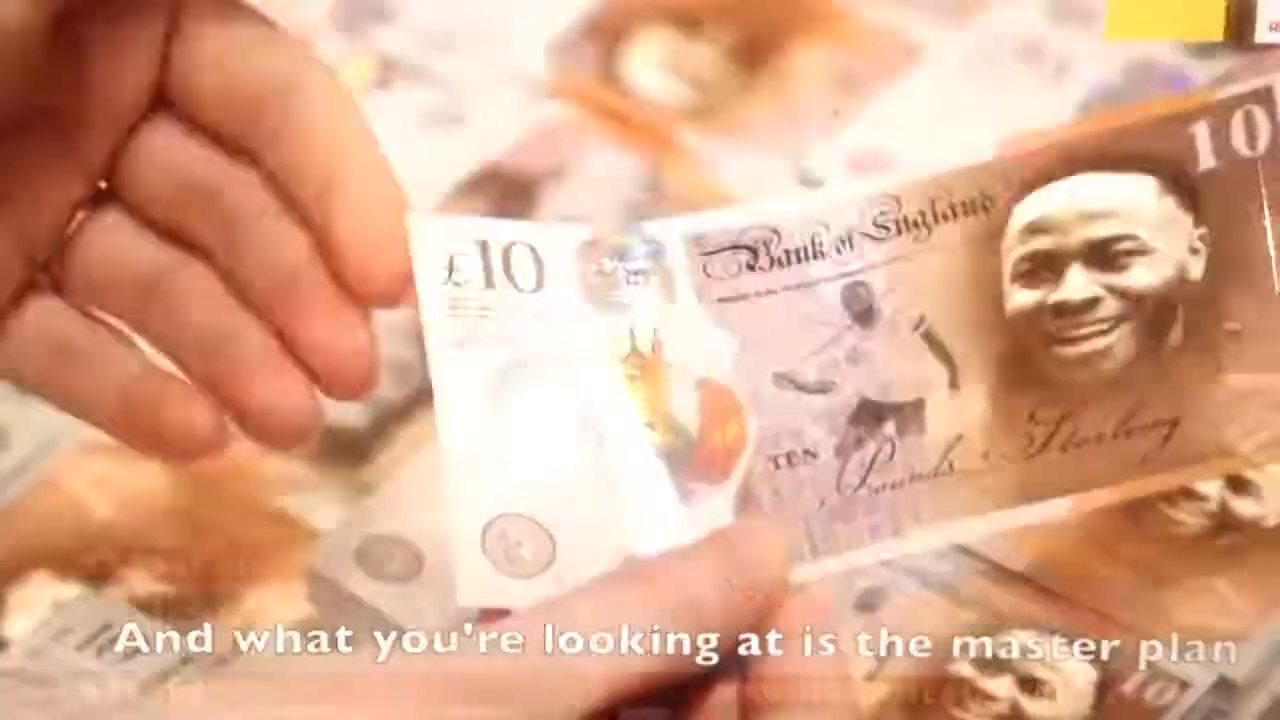 10
£10
Bank of England
TEN
Pounds Sterling
And what you're looking at is the master plan